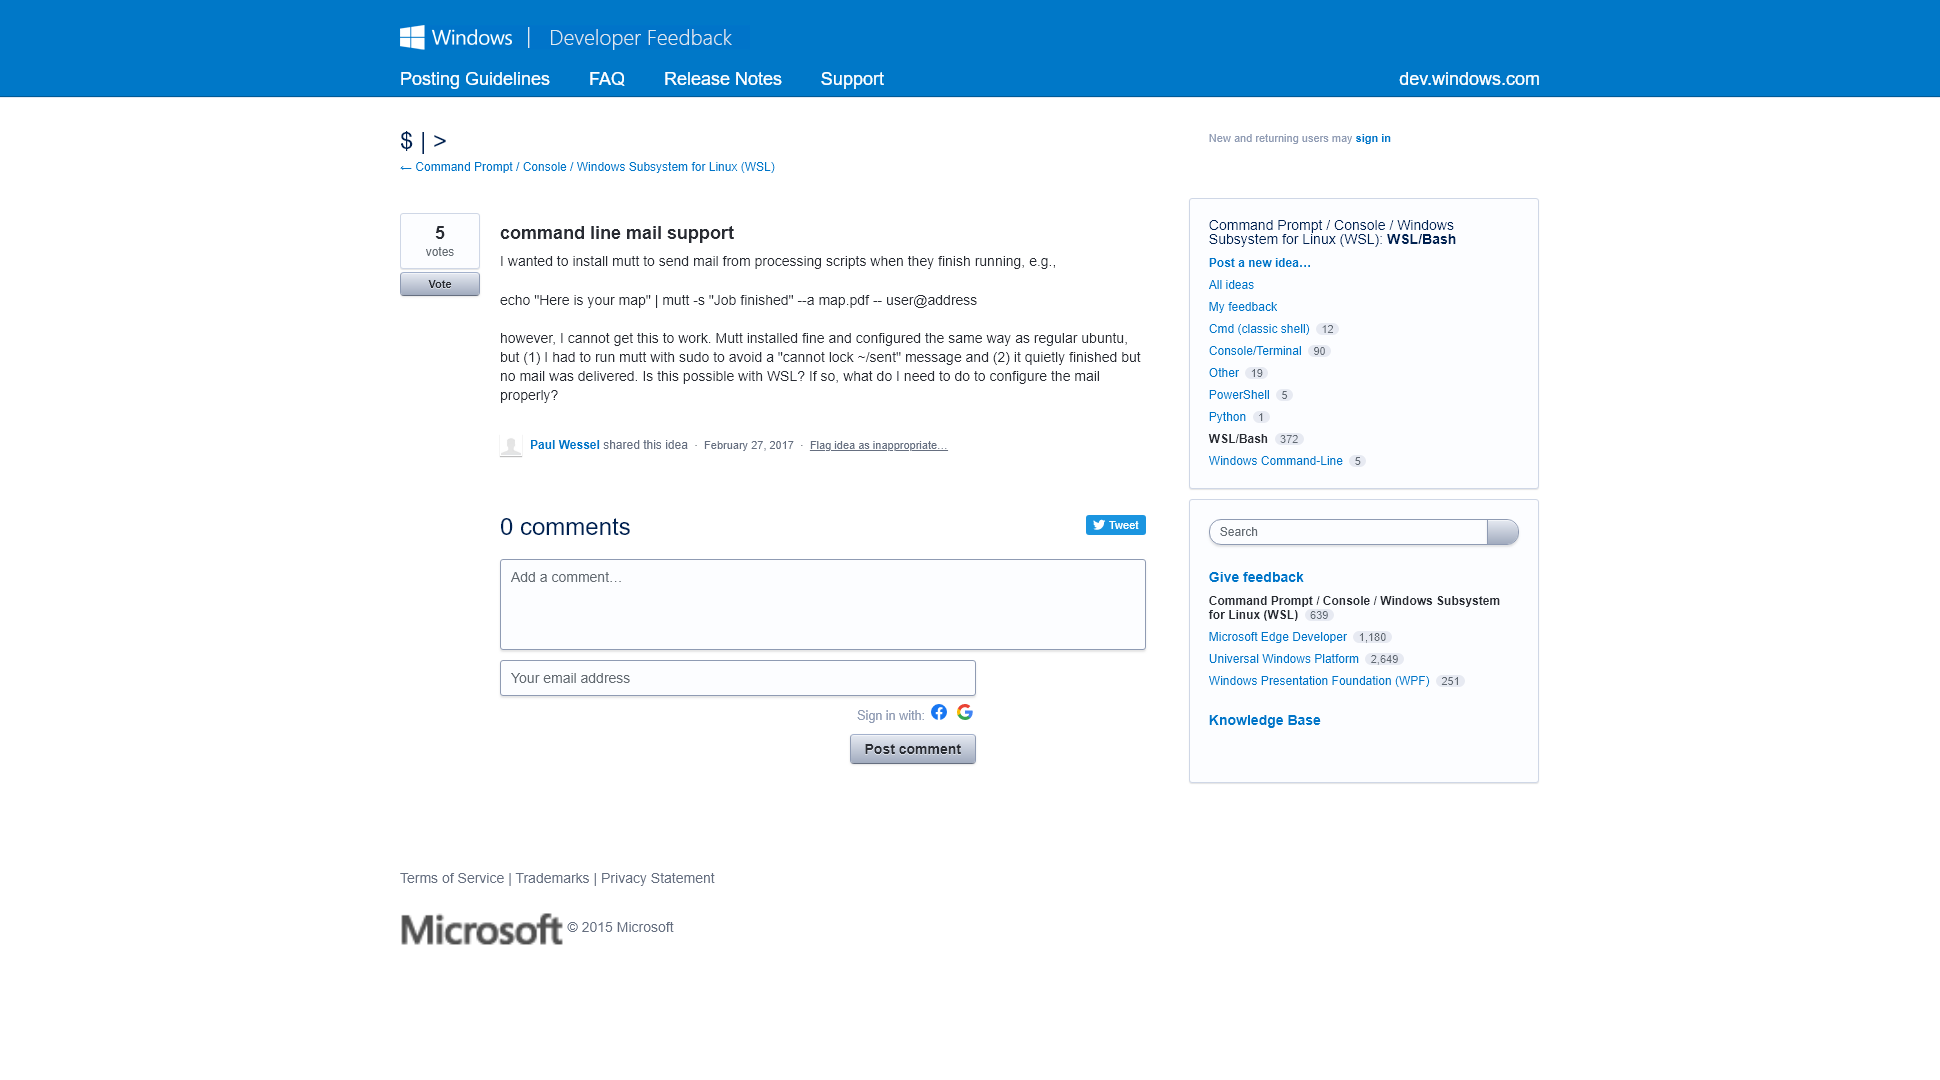 Windows | Developer Feedback
Posting Guidelines FAQ Release Notes Support dev.windows.com
$ | >
← Command Prompt / Console / Windows Subsystem for Linux (WSL)
New and returning users may sign in
5
votes
Vote
command line mail support
I wanted to install mutt to send mail from processing scripts when they finish running, e.g.,
echo "Here is your map" | mutt -s "Job finished" --a map.pdf -- user@address
however, I cannot get this to work. Mutt installed fine and configured the same way as regular ubuntu,
but (1) I had to run mutt with sudo to avoid a "cannot lock ~/sent" message and (2) it quietly finished but
no mail was delivered. Is this possible with WSL? If so, what do I need to do to configure the mail
properly?
Paul Wessel shared this idea · February 27, 2017 · Flag idea as inappropriate…
0 comments
Tweet
Add a comment…
Your email address
Sign in with:
Post comment
Command Prompt / Console / Windows
Subsystem for Linux (WSL): WSL/Bash
Post a new idea…
All ideas
My feedback
Cmd (classic shell) 12
Console/Terminal 90
Other 19
PowerShell 5
Python 1
WSL/Bash 372
Windows Command-Line 5
Search
Give feedback
Command Prompt / Console / Windows Subsystem
for Linux (WSL) 639
Microsoft Edge Developer 1,180
Universal Windows Platform 2,649
Windows Presentation Foundation (WPF) 251
Knowledge Base
Terms of Service | Trademarks | Privacy Statement
Microsoft © 2015 Microsoft